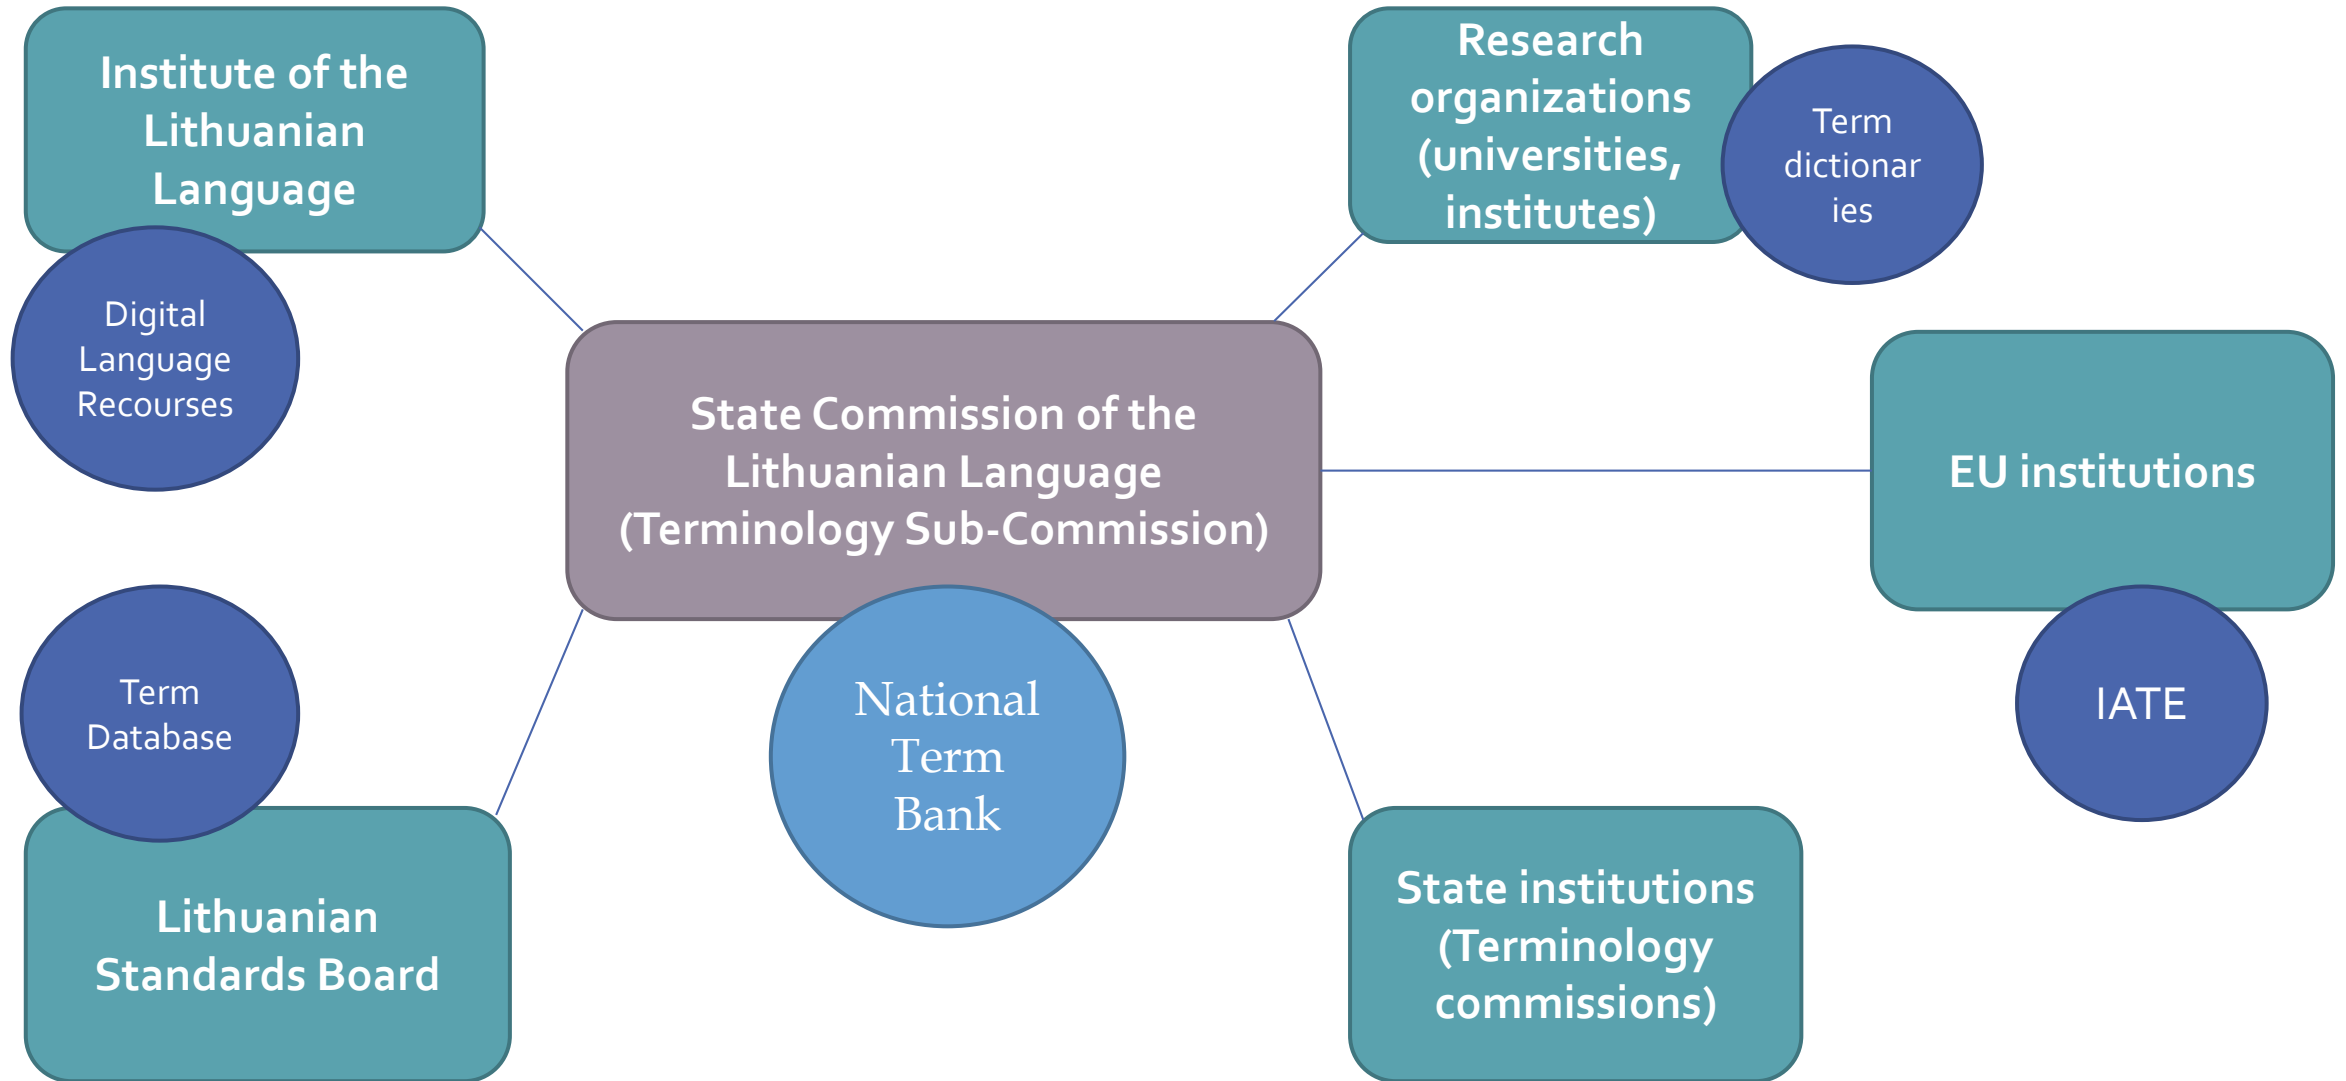 Institute of the
Lithuanian
Language
Digital
Language
Recourses
Research
organizations
(universities,
institutes)
Term
dictionar
ies
State Commission of the
Lithuanian Language
(Terminology Sub-Commission)
National
Term
Bank
EU institutions
IATE
Term
Database
Lithuanian
Standards Board
State institutions
(Terminology
commissions)